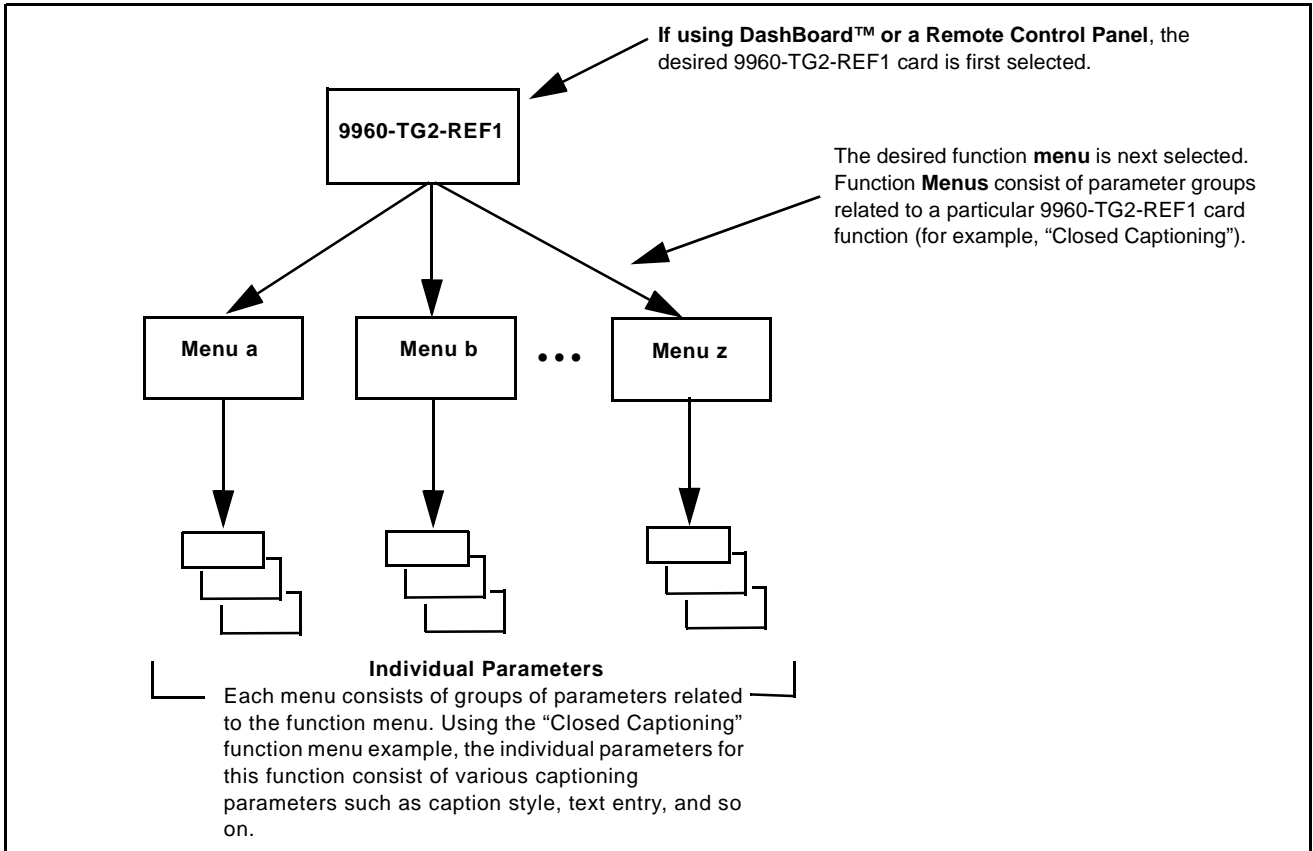 If using DashBoard™ or a Remote Control Panel, the
desired 9960-TG2-REF1 card is first selected.
9960-TG2-REF1
The desired function menu is next selected.
Function Menus consist of parameter groups
related to a particular 9960-TG2-REF1 card
function (for example, “Closed Captioning”).
Menu a
Menu b
•••
Menu z
Individual Parameters
Each menu consists of groups of parameters related
to the function menu. Using the “Closed Captioning”
function menu example, the individual parameters for
this function consist of various captioning
parameters such as caption style, text entry, and so
on.